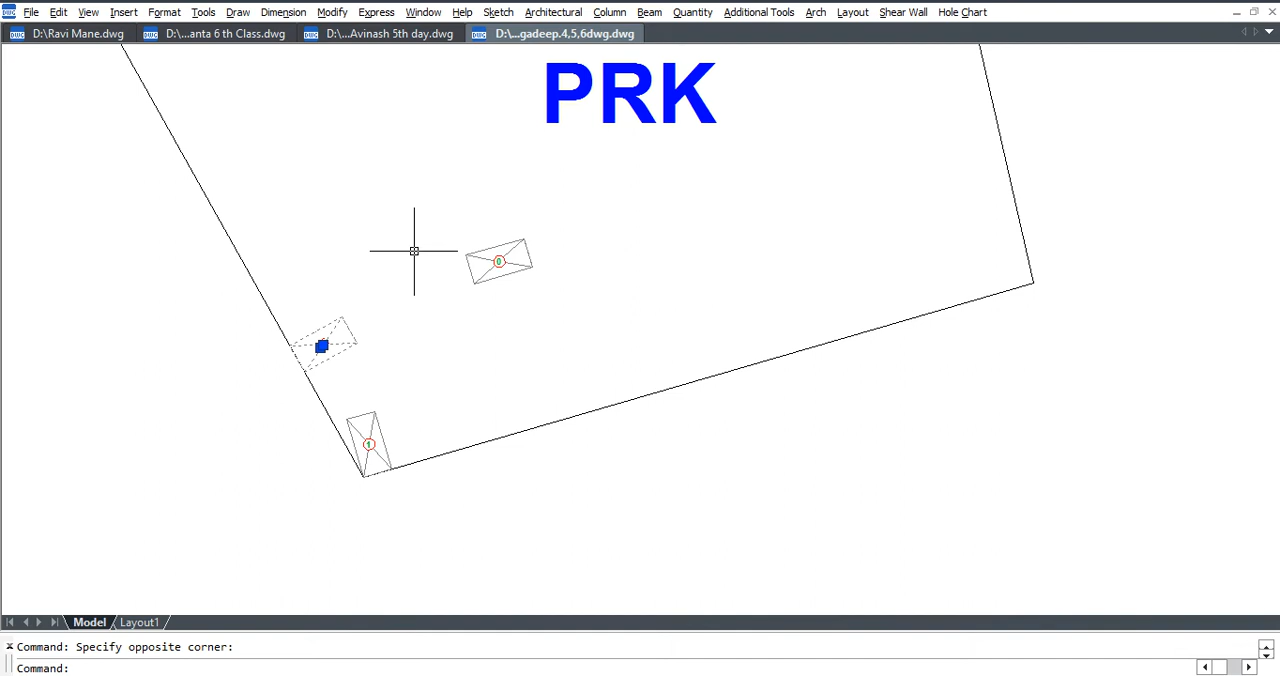 File Edit View Insert Format Tools Draw Dimension Modify Express Window Help Sketch Architectural Column Beam Quantity Additional Tools Arch Layout Shear Wall Hole Chart
D:\Ravi Mane.dwg D:\...anta 6 th Class.dwg D:\...Avinash 5th day.dwg D:\...gadeep.4,5,6dwg.dwg
PRK
0
1
Model Layout1
Command: Specify opposite corner:
Command: